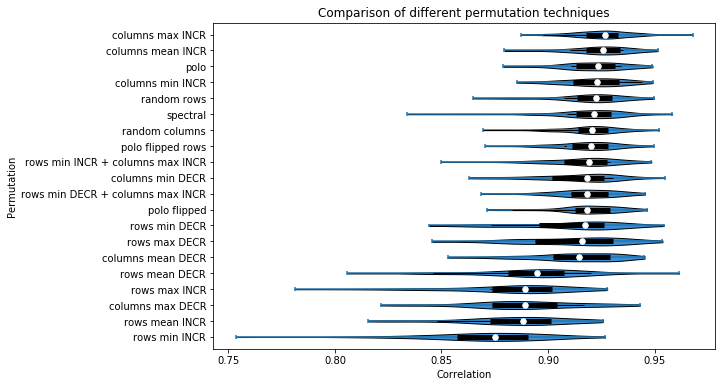 Comparison of different permutation techniques
Permutation
columns max INCR
columns mean INCR
polo
columns min INCR
random rows
spectral
random columns
polo flipped rows
rows min INCR + columns max INCR
columns min DECR
rows min DECR + columns max INCR
polo flipped
rows min DECR
rows max DECR
columns mean DECR
rows mean DECR
rows max INCR
columns max DECR
rows mean INCR
rows min INCR
0.75 0.80 0.85 0.90 0.95
Correlation